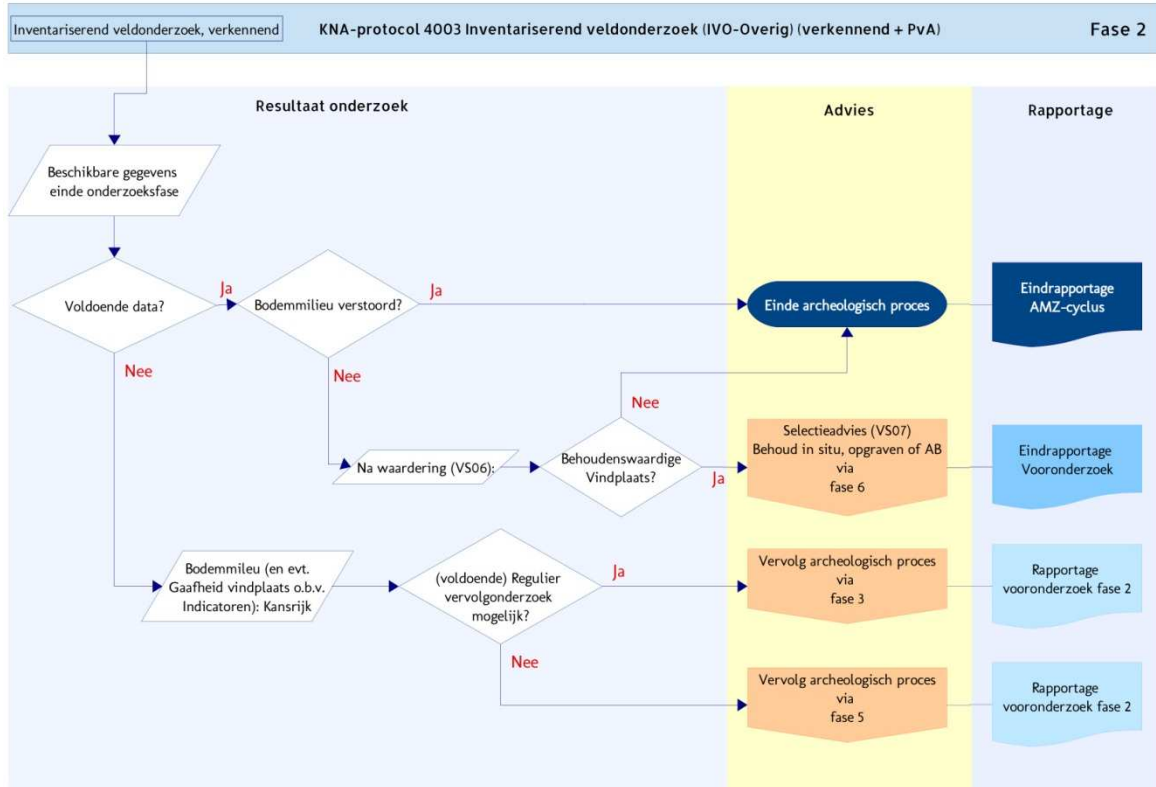 Inventariserend veldonderzoek, verkennend
KNA-protocol 4003 Inventariserend veldonderzoek (IVO-Overig) (verkennend + PvA)
Fase 2
Resultaat onderzoek
Advies
Rapportage
Beschikbare gegevens
einde onderzoeksfase
Voldoende data?
Ja
Bodemmilieu verstoord?
Ja
Einde archeologisch proces
Eindrapportage
AMZ-cyclus
Nee
Nee
Nee
Na waardering (VS06):
Behoudenswaardige
Vindplaats?
Ja
Selectieadvies (VS07)
Behoud in situ, opgraven of AB
via
fase 6
Eindrapportage
Vooronderzoek
Bodemmileu (en evt.
Gaafheid vindplaats o.b.v.
Indicatoren): Kansrijk
(voldoende) Regulier
vervolgonderzoek
mogelijk?
Ja
Vervolg archeologisch proces
via
fase 3
Rapportage
vooronderzoek fase 2
Nee
Vervolg archeologisch proces
via
fase 5
Rapportage
vooronderzoek fase 2